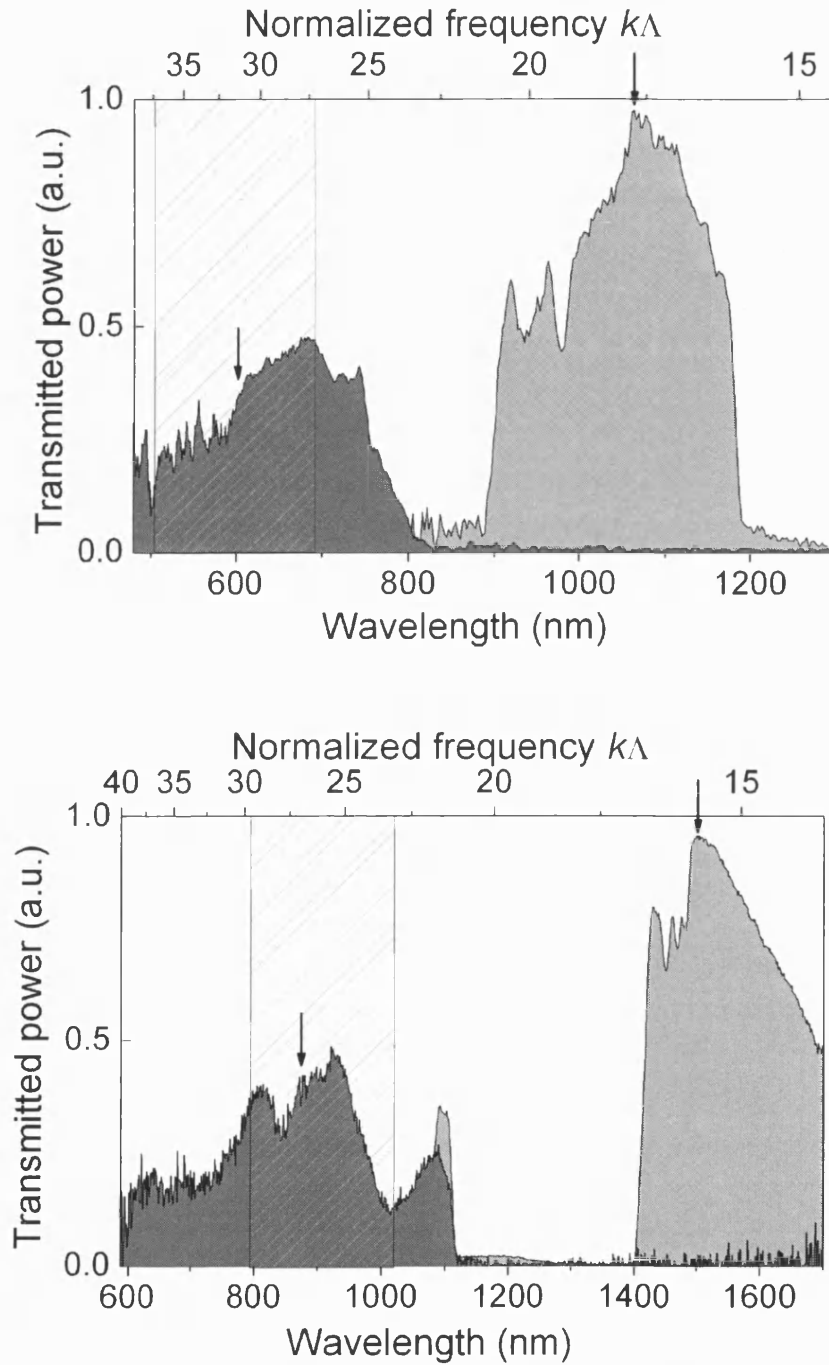 Normalized frequency kΛ
35 30 25 20 15
1.0
0.5
0.0
Transmitted power (a.u.)
600 800 1000 1200
Wavelength (nm)
Normalized frequency kΛ
40 35 30 25 20 15
1.0
0.5
0.0
Transmitted power (a.u.)
600 800 1000 1200 1400 1600
Wavelength (nm)